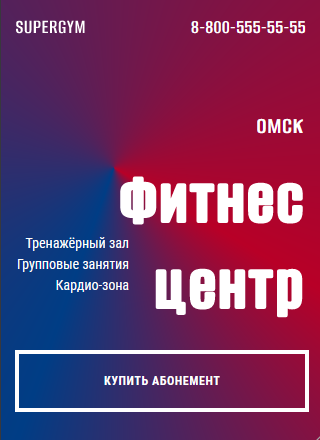 SUPERGYM
8-800-555-55-55
ОМСК
Фитнес
Тренажёрный зал
Групповые занятия
Кардио-зона
центр
КУПИТЬ АБОНЕМЕНТ